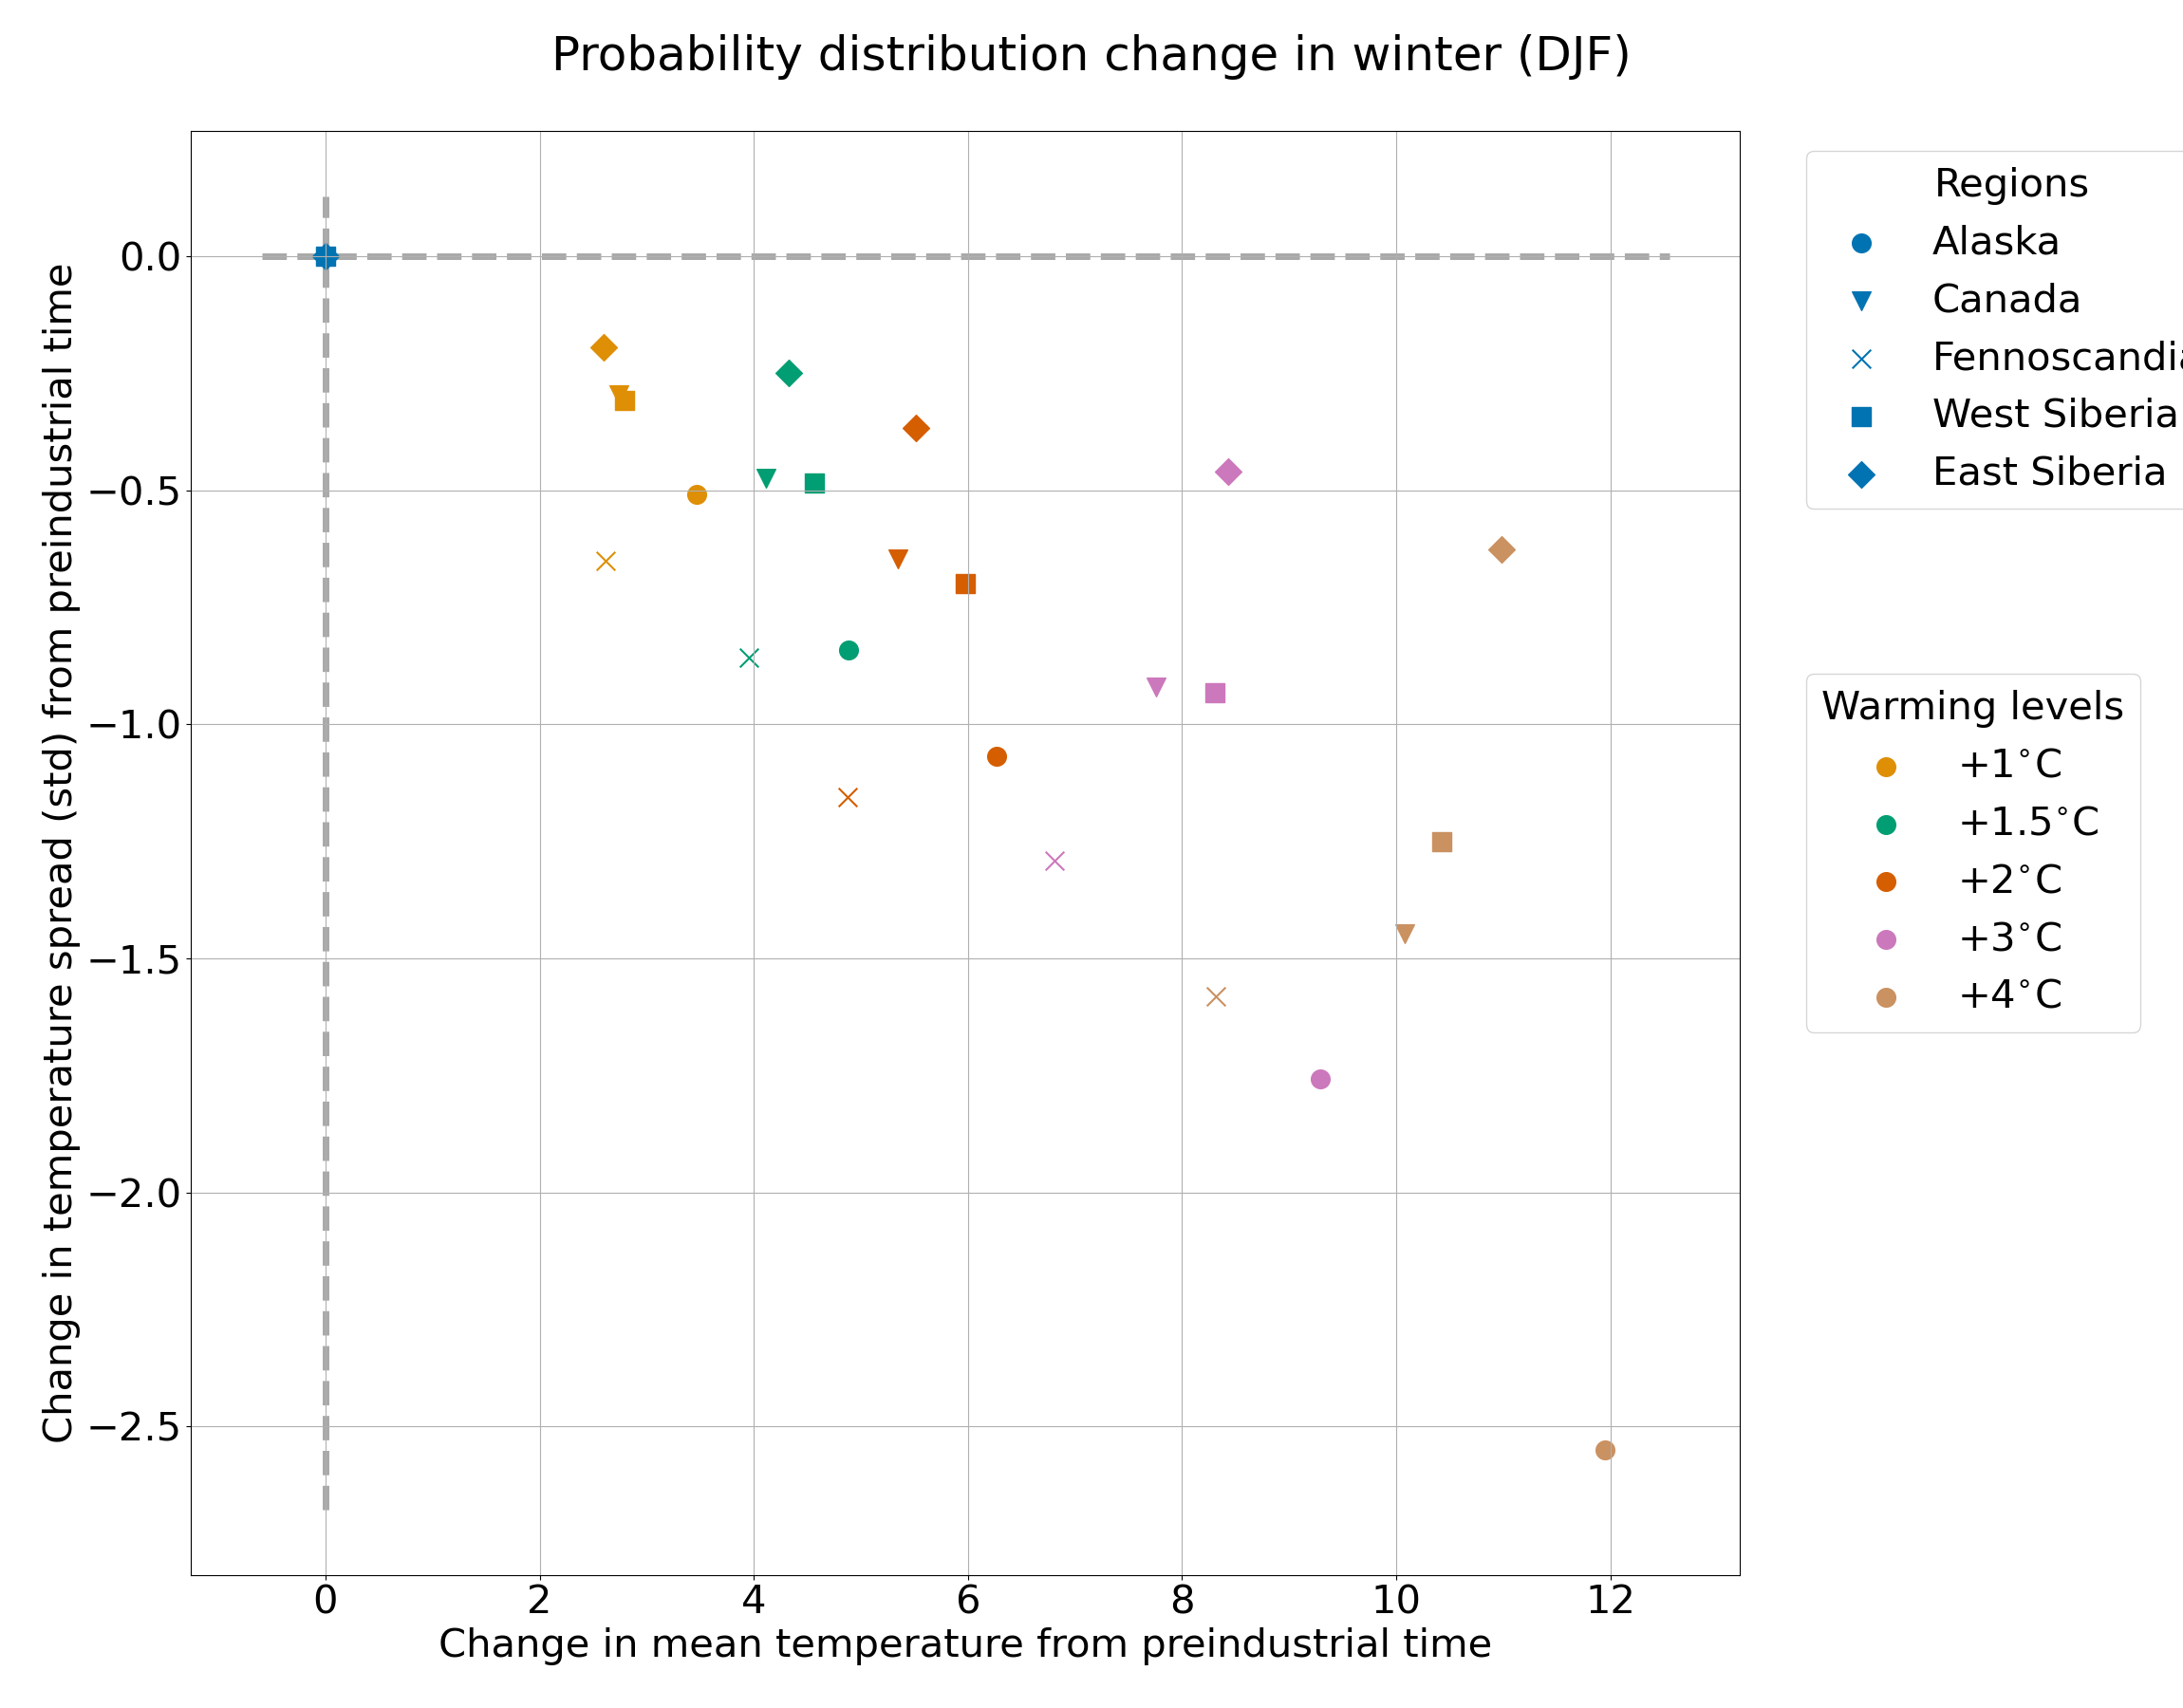 Probability distribution change in winter (DJF)
Change in temperature spread (std) from preindustrial time
0.0
−0.5
−1.0
−1.5
−2.0
−2.5
0 2 4 6 8 10 12
Change in mean temperature from preindustrial time
Regions
Alaska
Canada
Fennoscandia
West Siberia
East Siberia
Warming levels
+1°C
+1.5°C
+2°C
+3°C
+4°C